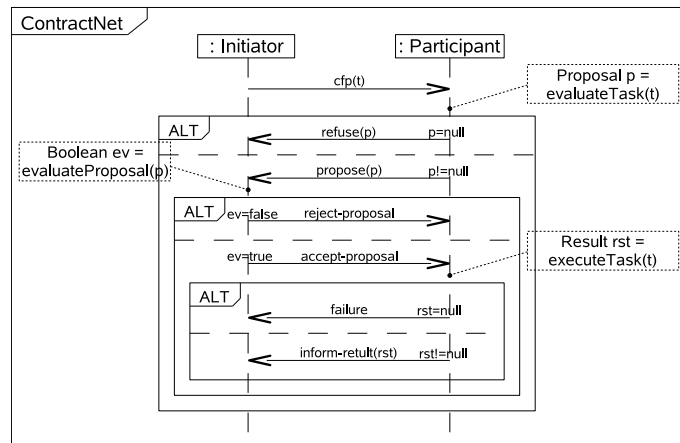 ContractNet
: Initiator
: Participant
cfp(t)
Proposal p =
evaluateTask(t)
ALT
refuse(p)
p=null
Boolean ev =
evaluateProposal(p)
propose(p)
p!=null
ALT
ev=false
reject-proposal
ev=true
accept-proposal
Result rst =
executeTask(t)
ALT
failure
rst=null
inform-retult(rst)
rst!=null